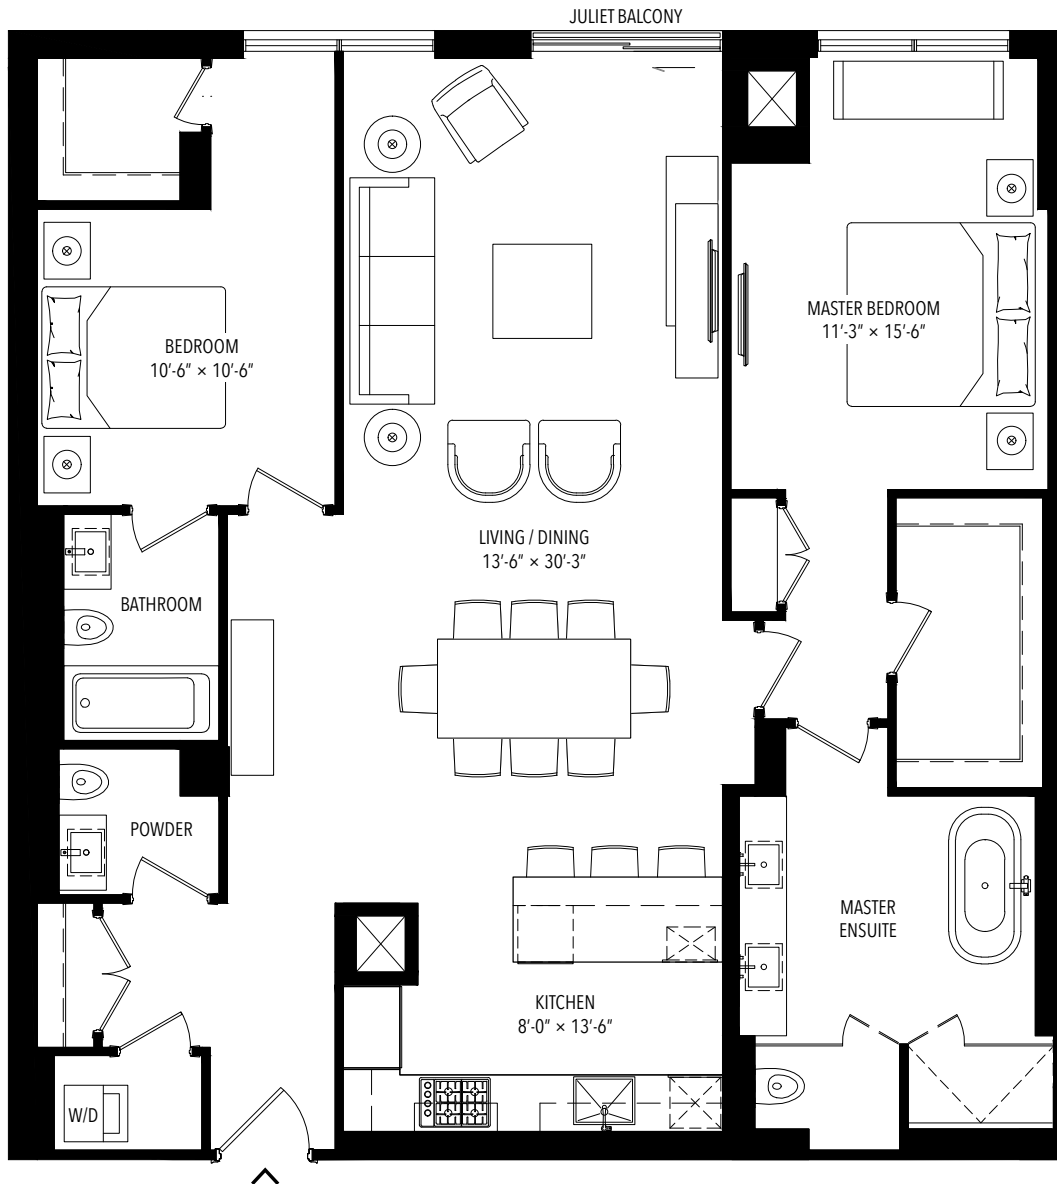 JULIET BALCONY
MASTER BEDROOM
11'-3" × 15'-6"
BEDROOM
10'-6" × 10'-6"
LIVING / DINING
13'-6" × 30'-3"
BATHROOM
POWDER
MASTER
ENSUITE
KITCHEN
8'-0" × 13'-6"
W/D